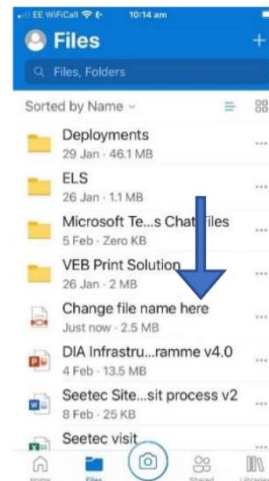 EE WiFiCall 10:14 am
Files
Files, Folders
Sorted by Name
Deployments
29 Jan · 46.1 MB
ELS
26 Jan · 1.1 MB
Microsoft Te...s Chat Files
5 Feb · Zero KB
VEB Print Solution
26 Jan · 2 MB
Change file name here
Just now · 2.5 MB
DIA Infrastru...ramme v4.0
4 Feb · 13.5 MB
Seetec Site...sit process v2
8 Feb · 25 KB
Seetec visit
Home Files Shared Libraries